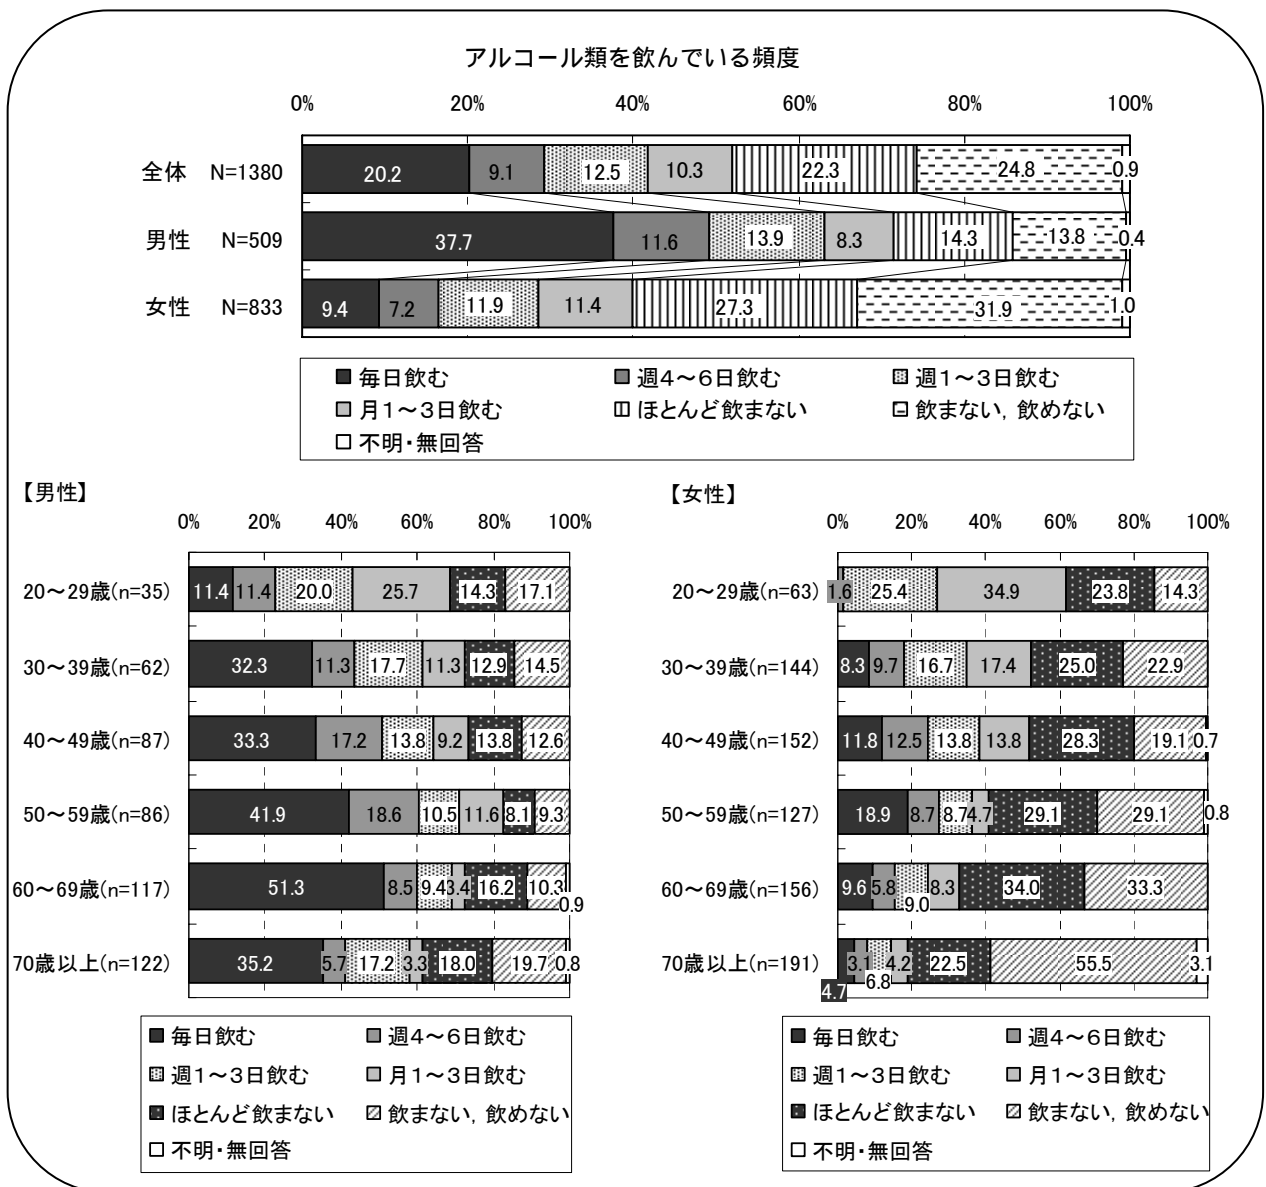 アルコール類を飲んでいる頻度
0% 20% 40% 60% 80% 100%
全体 N=1380 20.2 9.1 12.5 10.3 22.3 24.8 0.9
男性 N=509 37.7 11.6 13.9 8.3 14.3 13.8 0.4
女性 N=833 9.4 7.2 11.9 11.4 27.3 31.9 1.0
毎日飲む 週4～6日飲む 週1～3日飲む
月1～3日飲む ほとんど飲まない 飲まない，飲めない
不明・無回答
【男性】
0% 20% 40% 60% 80% 100%
20～29歳(n=35) 11.4 11.4 20.0 25.7 14.3 17.1
30～39歳(n=62) 32.3 11.3 17.7 11.3 12.9 14.5
40～49歳(n=87) 33.3 17.2 13.8 9.2 13.8 12.6
50～59歳(n=86) 41.9 18.6 10.5 11.6 8.1 9.3
60～69歳(n=117) 51.3 8.5 9.4 3.4 16.2 10.3 0.9
70歳以上(n=122) 35.2 5.7 17.2 3.3 18.0 19.7 0.8
毎日飲む 週4～6日飲む
週1～3日飲む 月1～3日飲む
ほとんど飲まない 飲まない，飲めない
不明・無回答
【女性】
0% 20% 40% 60% 80% 100%
20～29歳(n=63) 1.6 25.4 34.9 23.8 14.3
30～39歳(n=144) 8.3 9.7 16.7 17.4 25.0 22.9
40～49歳(n=152) 11.8 12.5 13.8 13.8 28.3 19.1 0.7
50～59歳(n=127) 18.9 8.7 8.7 4.7 29.1 29.1 0.8
60～69歳(n=156) 9.6 5.8 9.0 8.3 34.0 33.3
70歳以上(n=191) 4.7 3.1 6.8 4.2 22.5 55.5 3.1
毎日飲む 週4～6日飲む
週1～3日飲む 月1～3日飲む
ほとんど飲まない 飲まない，飲めない
不明・無回答